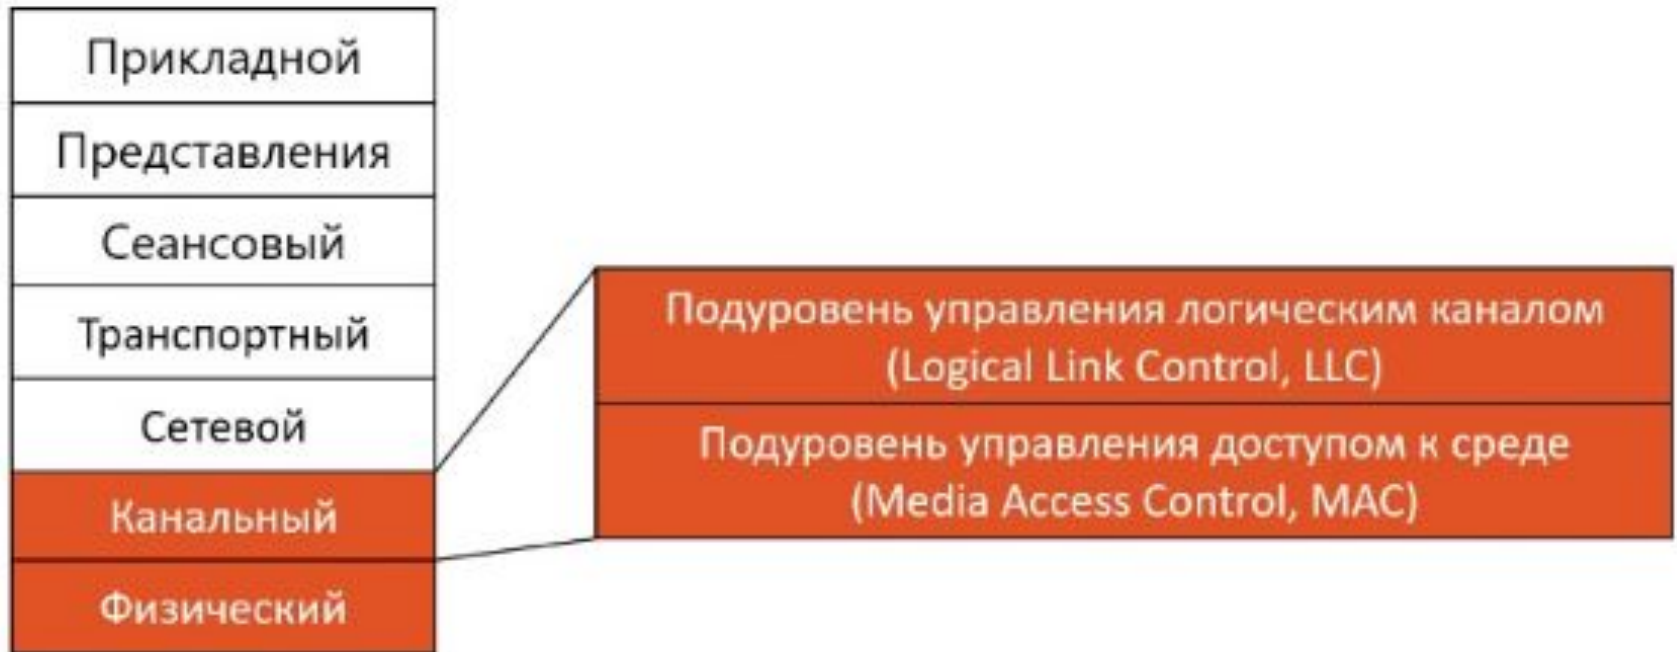 Прикладной
Представления
Сеансовый
Транспортный
Сетевой
Канальный
Физический
Подуровень управления логическим каналом
(Logical Link Control, LLC)
Подуровень управления доступом к среде
(Media Access Control, MAC)